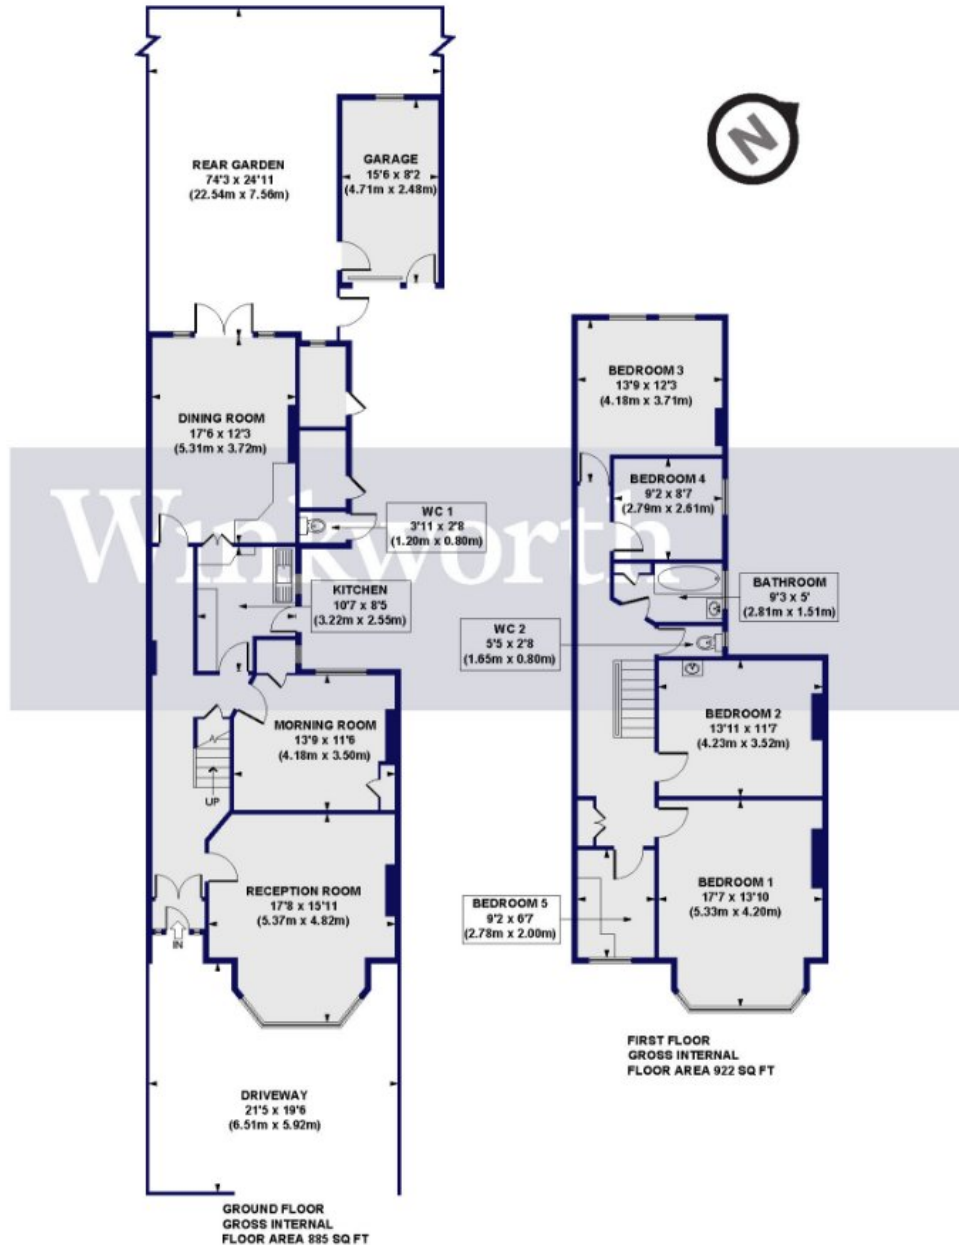 REAR GARDEN
74'3 x 24'11
(22.54m x 7.56m)
GARAGE
15'6 x 8'2
(4.71m x 2.48m)
N
DINING ROOM
17'6 x 12'3
(5.31m x 3.72m)
BEDROOM 3
13'9 x 12'3
(4.18m x 3.71m)
BEDROOM 4
9'2 x 8'7
(2.79m x 2.61m)
Winkworth
WC 1
3'11 x 2'8
(1.20m x 0.80m)
KITCHEN
10'7 x 8'5
(3.22m x 2.55m)
BATHROOM
9'3 x 5'
(2.81m x 1.51m)
WC 2
5'5 x 2'8
(1.65m x 0.80m)
MORNING ROOM
13'9 x 11'6
(4.18m x 3.50m)
BEDROOM 2
13'11 x 11'7
(4.23m x 3.52m)
UP
RECEPTION ROOM
17'8 x 15'11
(5.37m x 4.82m)
BEDROOM 1
17'7 x 13'10
(5.33m x 4.20m)
BEDROOM 5
9'2 x 6'7
(2.78m x 2.00m)
IN
FIRST FLOOR
GROSS INTERNAL
FLOOR AREA 922 SQ FT
DRIVEWAY
21'5 x 19'6
(6.51m x 5.92m)
GROUND FLOOR
GROSS INTERNAL
FLOOR AREA 885 SQ FT